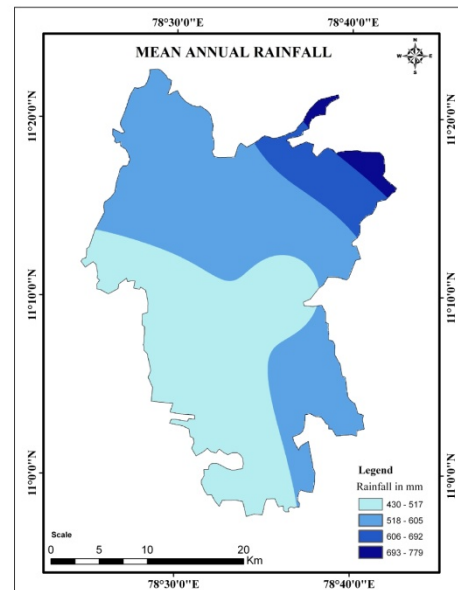 78°30'0"E 78°40'0"E
MEAN ANNUAL RAINFALL
N
W E
S
11°20'0"N 11°20'0"N
11°10'0"N 11°10'0"N
11°0'0"N 11°0'0"N
Legend
Rainfall in mm
430 - 517
518 - 605
606 - 692
693 - 779
Scale
0 5 10 20
Km
78°30'0"E 78°40'0"E